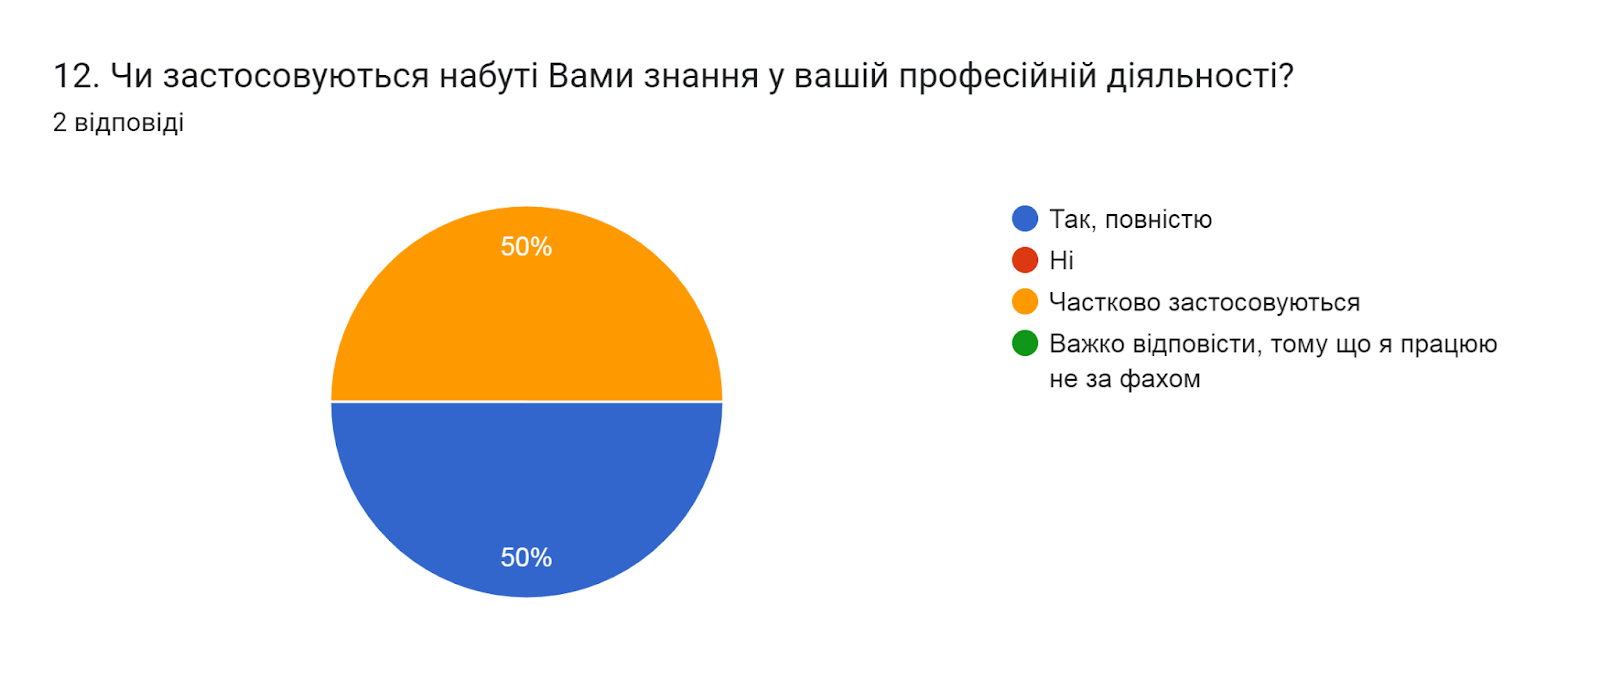 12. Чи застосовуються набуті Вами знання у вашій професійній діяльності?
2 відповіді
50%
50%
Так, повністю
Ні
Частково застосовуються
Важко відповісти, тому що я працюю
не за фахом